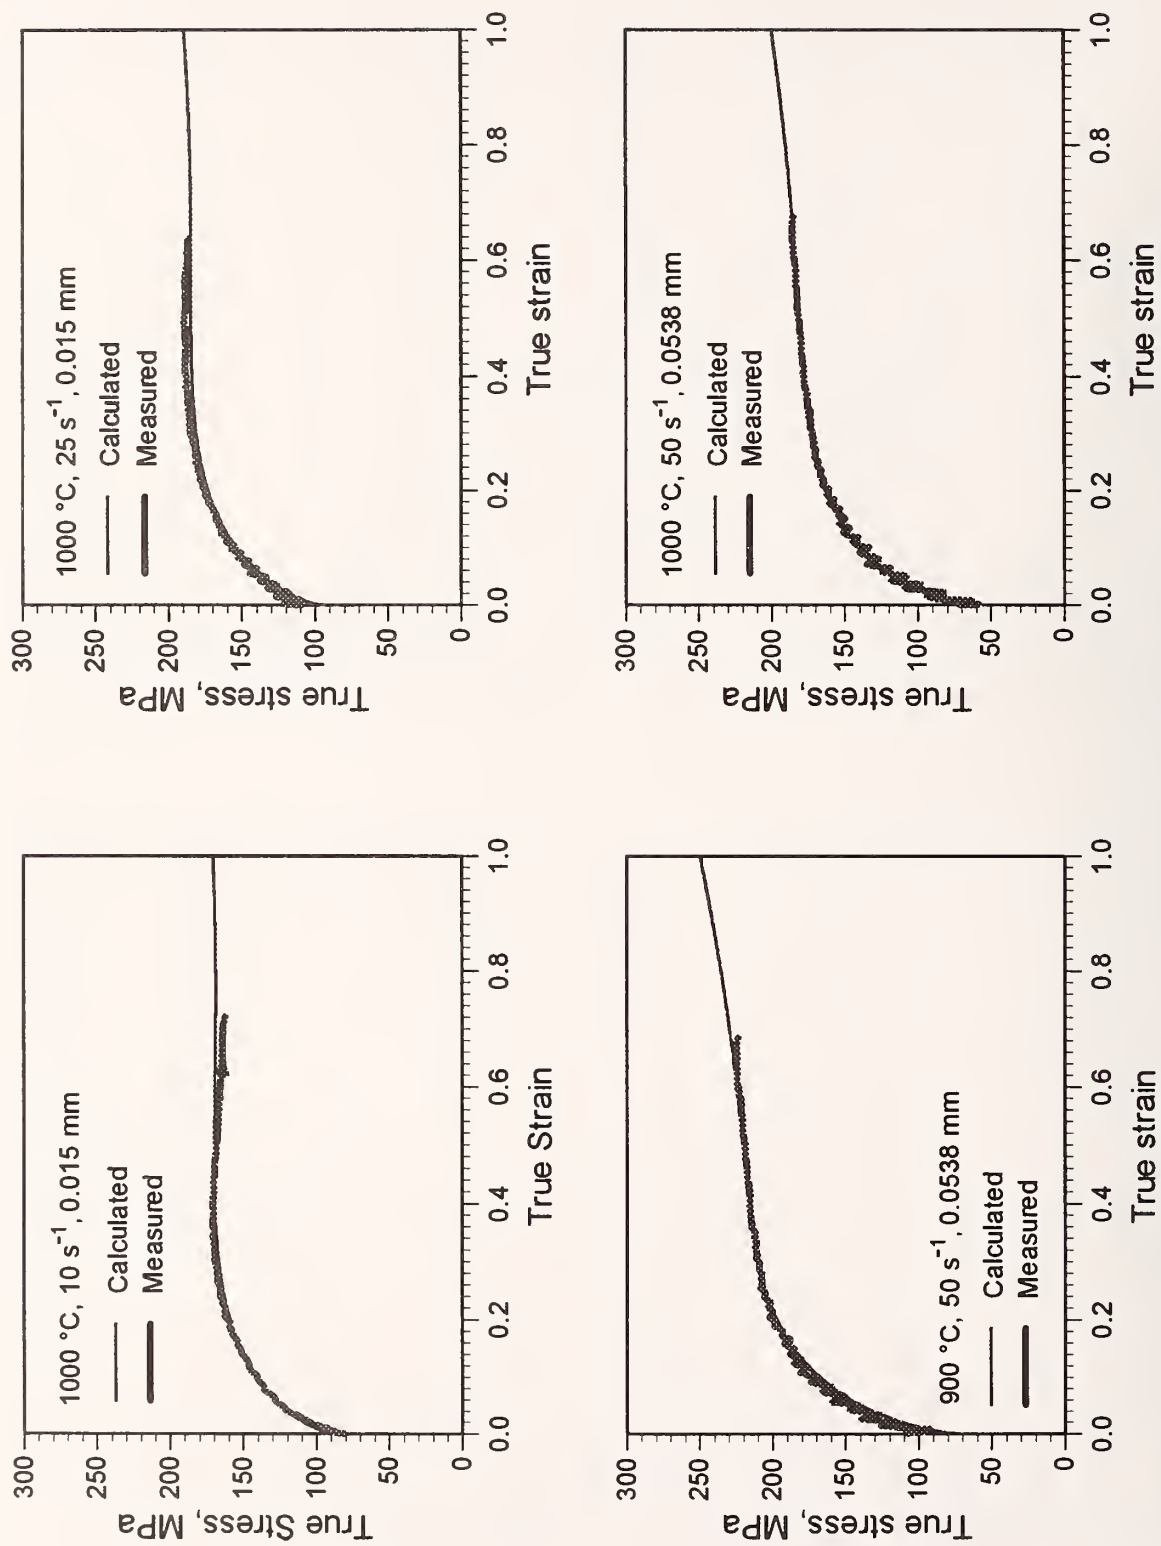 True Stress, MPa
300
250
200
150
100
50
0
1000 °C, 10 s⁻¹, 0.015 mm
Calculated
Measured
0.0 0.2 0.4 0.6 0.8 1.0
True Strain
True stress, MPa
300
250
200
150
100
50
0
1000 °C, 25 s⁻¹, 0.015 mm
Calculated
Measured
0.0 0.2 0.4 0.6 0.8 1.0
True strain
True stress, MPa
300
250
200
150
100
50
0
900 °C, 50 s⁻¹, 0.0538 mm
Calculated
Measured
0.0 0.2 0.4 0.6 0.8 1.0
True strain
True stress, MPa
300
250
200
150
100
50
0
1000 °C, 50 s⁻¹, 0.0538 mm
Calculated
Measured
0.0 0.2 0.4 0.6 0.8 1.0
True strain